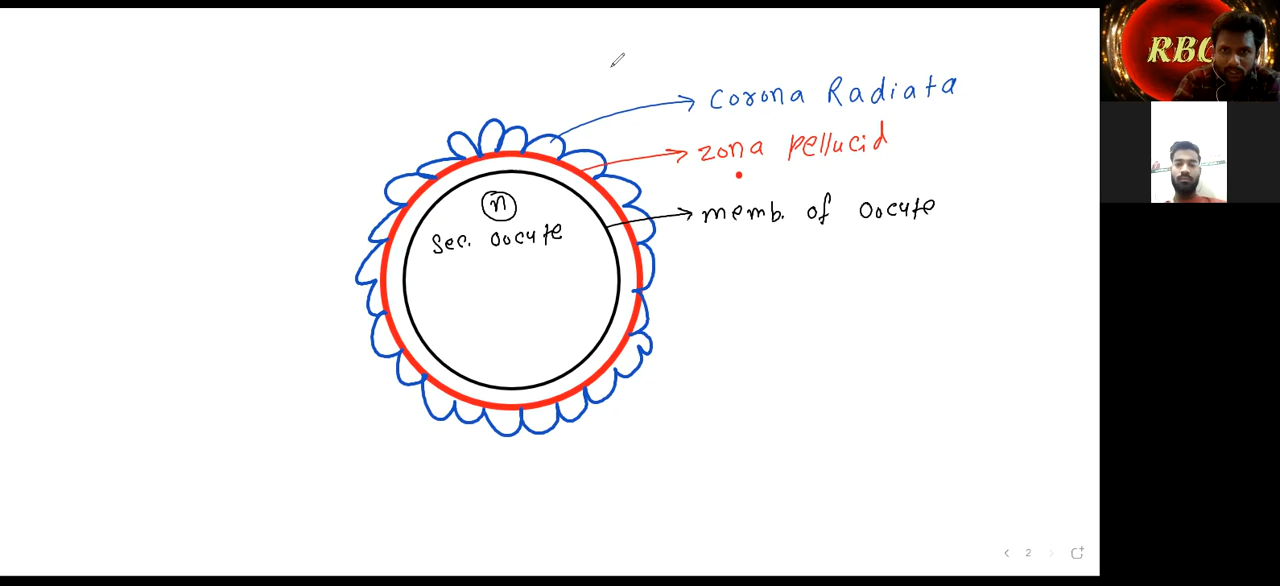 RBC
Corona Radiata
zona pellucid
memb. of oocyte
n
Sec. oocyte
2